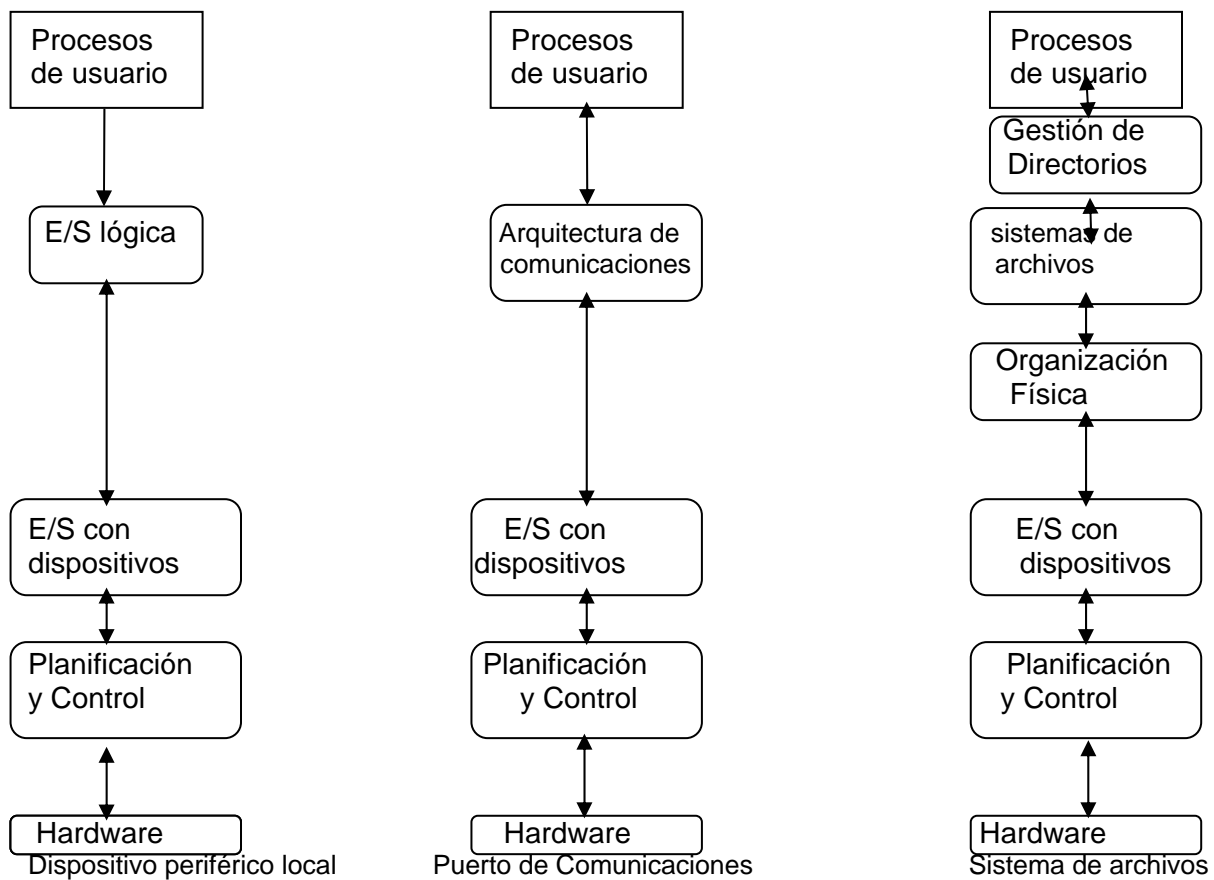 Procesos
de usuario
E/S lógica
E/S con
dispositivos
Planificación
y Control
Hardware
Dispositivo periférico local
Procesos
de usuario
Arquitectura de
comunicaciones
E/S con
dispositivos
Planificación
y Control
Hardware
Puerto de Comunicaciones
Procesos
de usuario
Gestión de
Directorios
sistemas de
archivos
Organización
Física
E/S con
dispositivos
Planificación
y Control
Hardware
Sistema de archivos